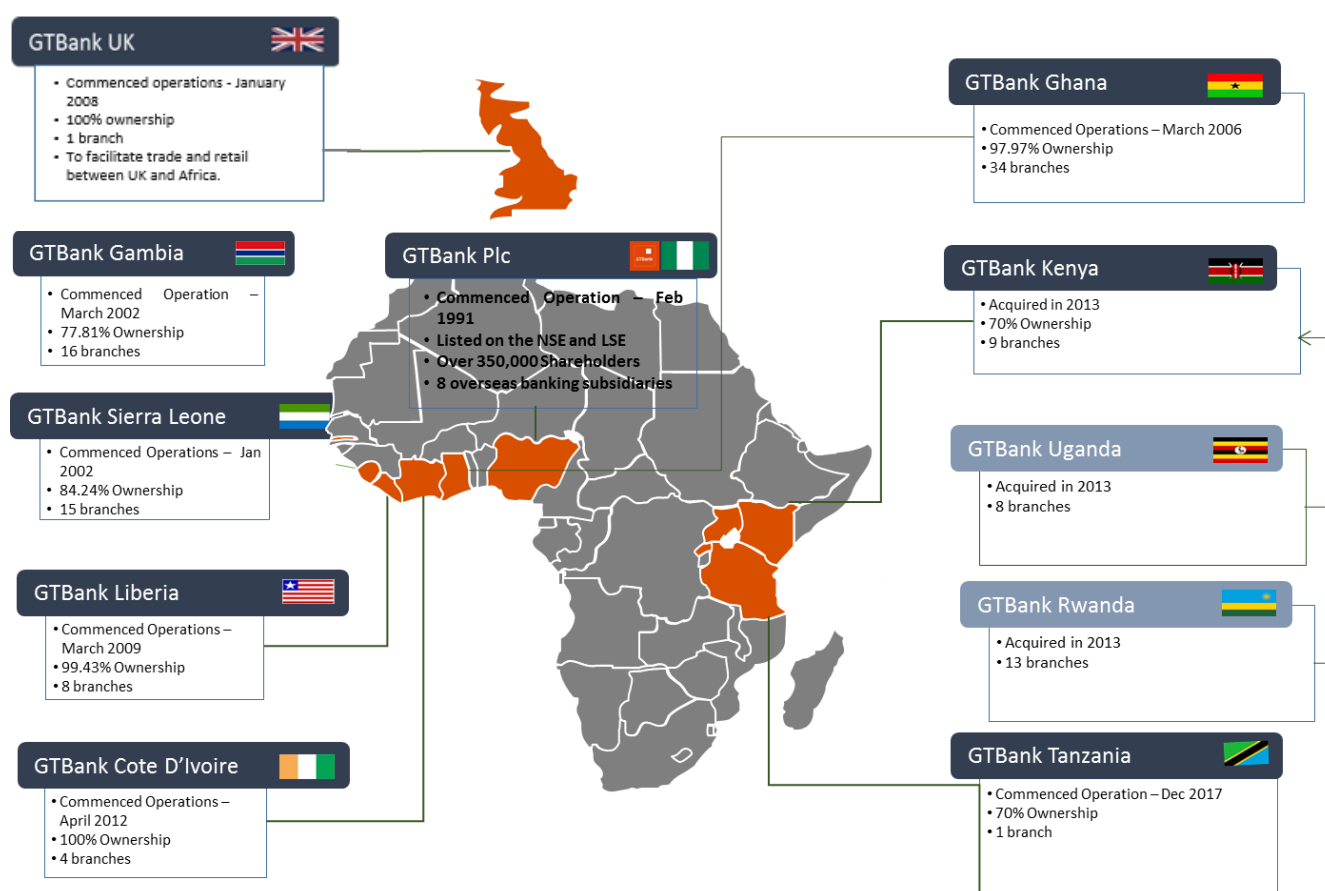 GTBank UK
• Commenced operations - January
2008
• 100% ownership
• 1 branch
• To facilitate trade and retail
between UK and Africa.
GTBank Gambia
• Commenced Operation –
March 2002
• 77.81% Ownership
• 16 branches
GTBank Sierra Leone
• Commenced Operations – Jan
2002
• 84.24% Ownership
• 15 branches
GTBank Liberia
• Commenced Operations –
March 2009
• 99.43% Ownership
• 8 branches
GTBank Cote D’Ivoire
• Commenced Operations –
April 2012
• 100% Ownership
• 4 branches
GTBank Plc
GTBank
• Commenced Operation – Feb
1991
• Listed on the NSE and LSE
• Over 350,000 Shareholders
• 8 overseas banking subsidiaries
GTBank Ghana
• Commenced Operations – March 2006
• 97.97% Ownership
• 34 branches
GTBank Kenya
• Acquired in 2013
• 70% Ownership
• 9 branches
GTBank Uganda
• Acquired in 2013
• 8 branches
GTBank Rwanda
• Acquired in 2013
• 13 branches
GTBank Tanzania
• Commenced Operation – Dec 2017
• 70% Ownership
• 1 branch